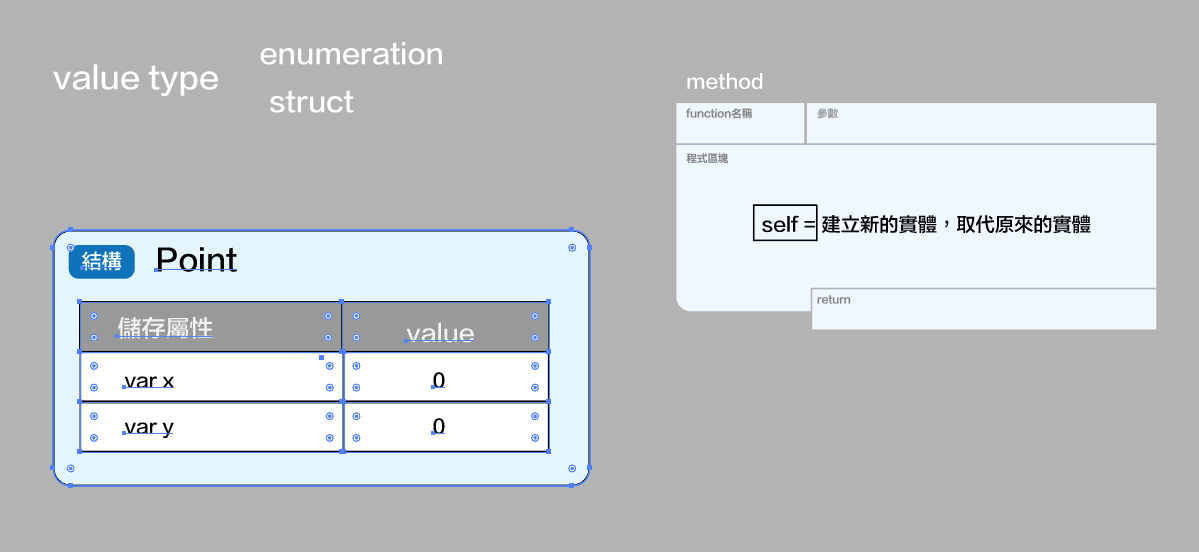 value type
enumeration
struct
結構 Point
儲存屬性 value
var x 0
var y 0
method
function名稱 參數
程式區塊
self = 建立新的實體，取代原來的實體
return